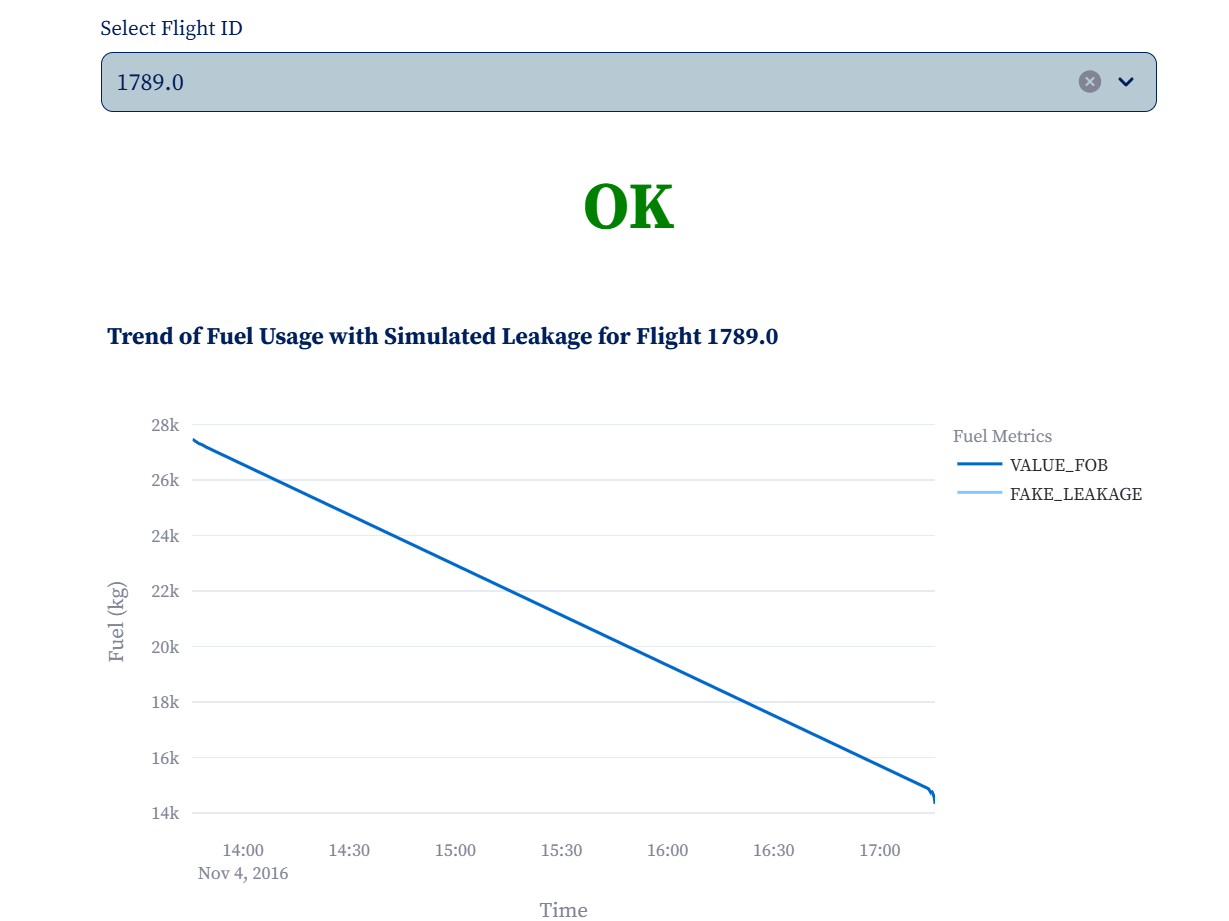 Select Flight ID
1789.0
OK
Trend of Fuel Usage with Simulated Leakage for Flight 1789.0
28k
26k
24k
22k
20k
18k
16k
14k
Fuel (kg)
14:00 14:30 15:00 15:30 16:00 16:30 17:00
Nov 4, 2016
Time
Fuel Metrics
VALUE_FOB
FAKE_LEAKAGE